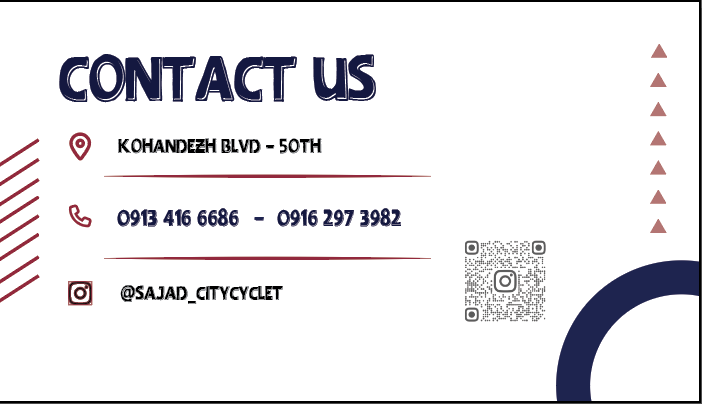 CONTACT US
KOHANDEZH BLVD - 50TH
0913 416 6686 - 0916 297 3982
@SAJAD_CITYCYCLET